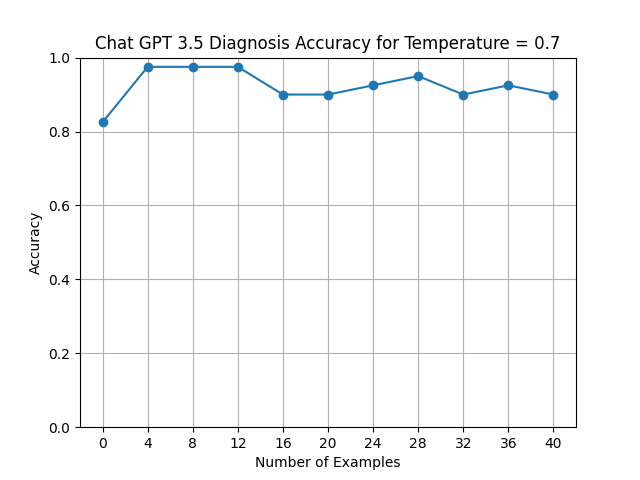 Chat GPT 3.5 Diagnosis Accuracy for Temperature = 0.7
1.0
0.8
0.6
0.4
0.2
0.0
Accuracy
0 4 8 12 16 20 24 28 32 36 40
Number of Examples